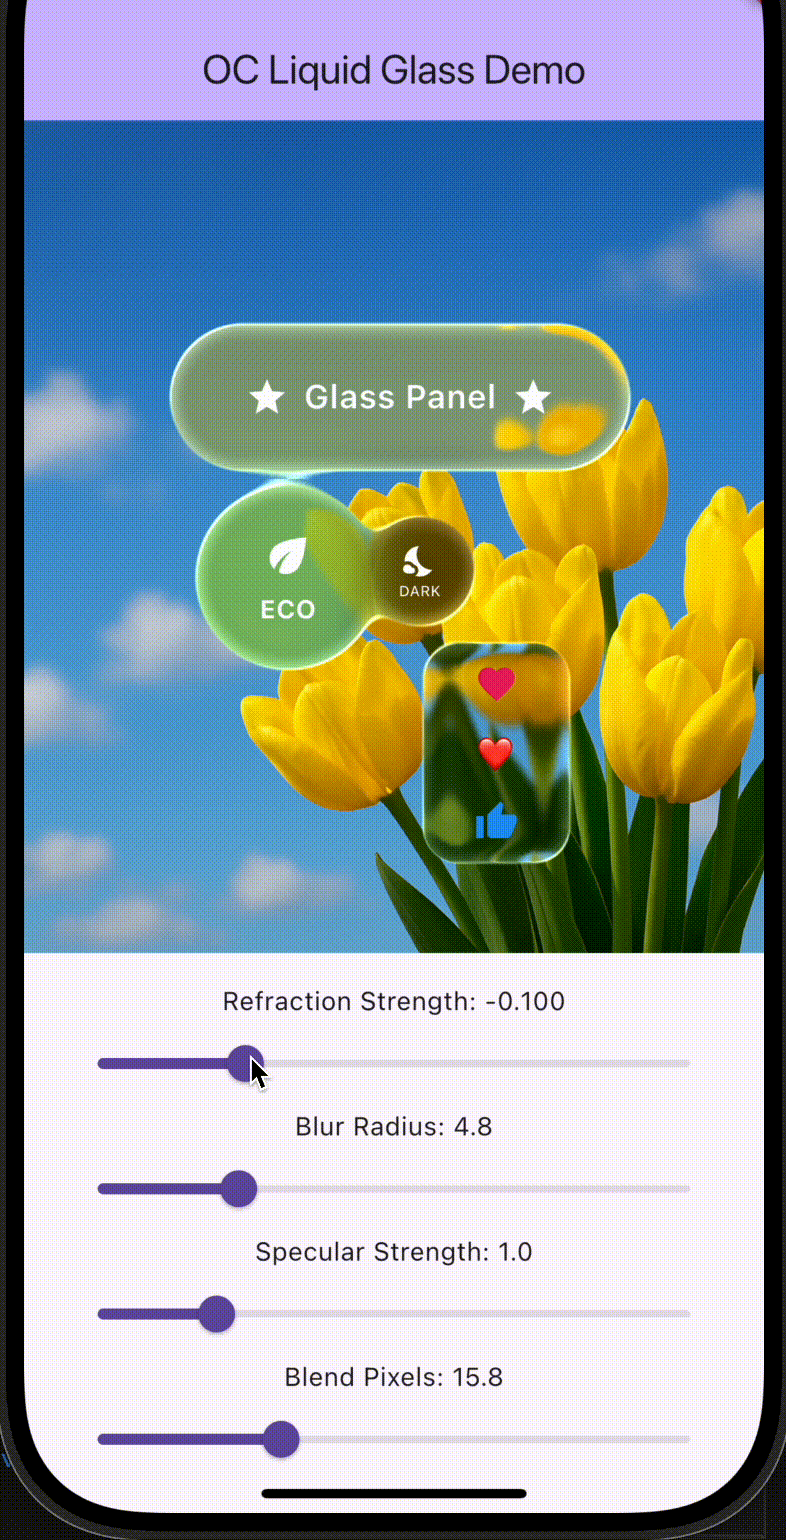 OC Liquid Glass Demo
Glass Panel
ECO
DARK
Refraction Strength: -0.100
Blur Radius: 4.8
Specular Strength: 1.0
Blend Pixels: 15.8